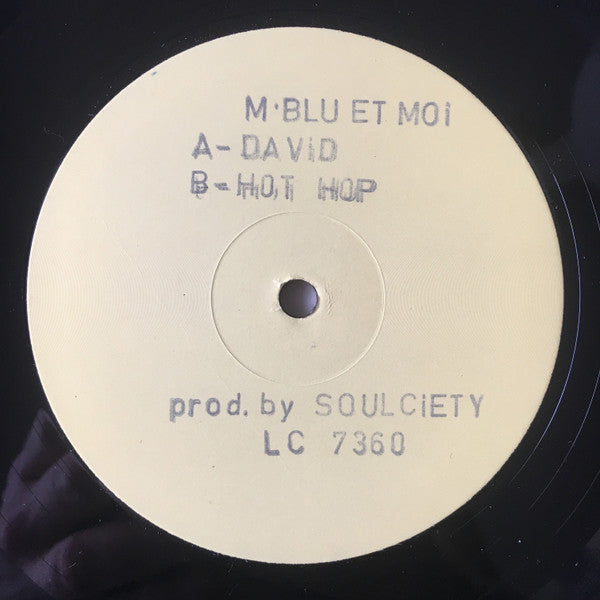 M·BLU ET MOi
A- DAViD
B- HOT HOP
prod. by SOULCiETY
LC 7360